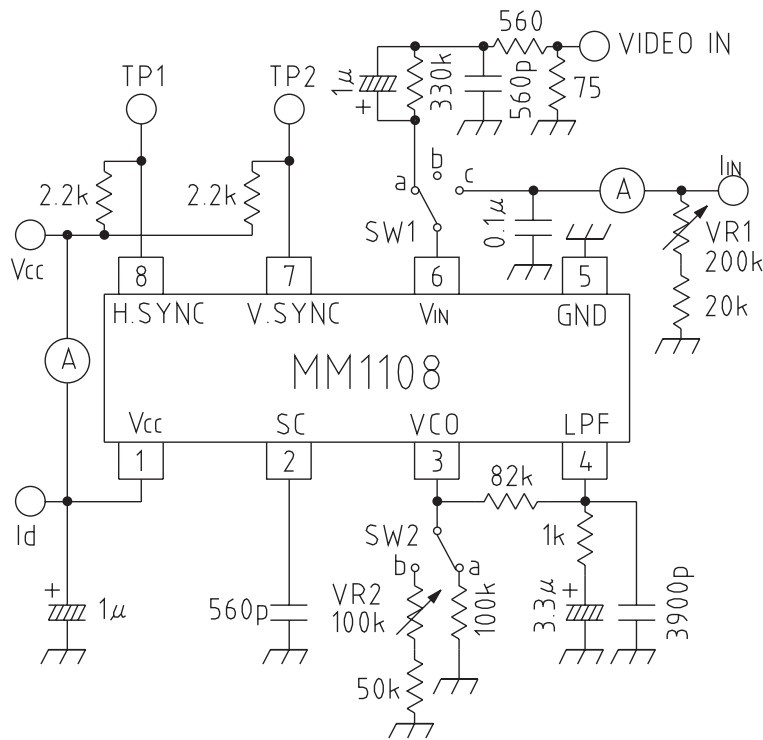 560
VIDEO IN
1µ
+
330k
560p
75
TP1
TP2
2.2k
2.2k
b
a
c
A
IIN
SW1
0.1µ
VR1
200k
20k
Vcc
8
7
6
5
H.SYNC
V.SYNC
VIN
GND
A
MM1108
Vcc
SC
VCO
LPF
1
2
3
4
82k
Id
SW2
1k
b
a
+
1µ
560p
VR2
100k
100k
+
3.3µ
3900p
50k